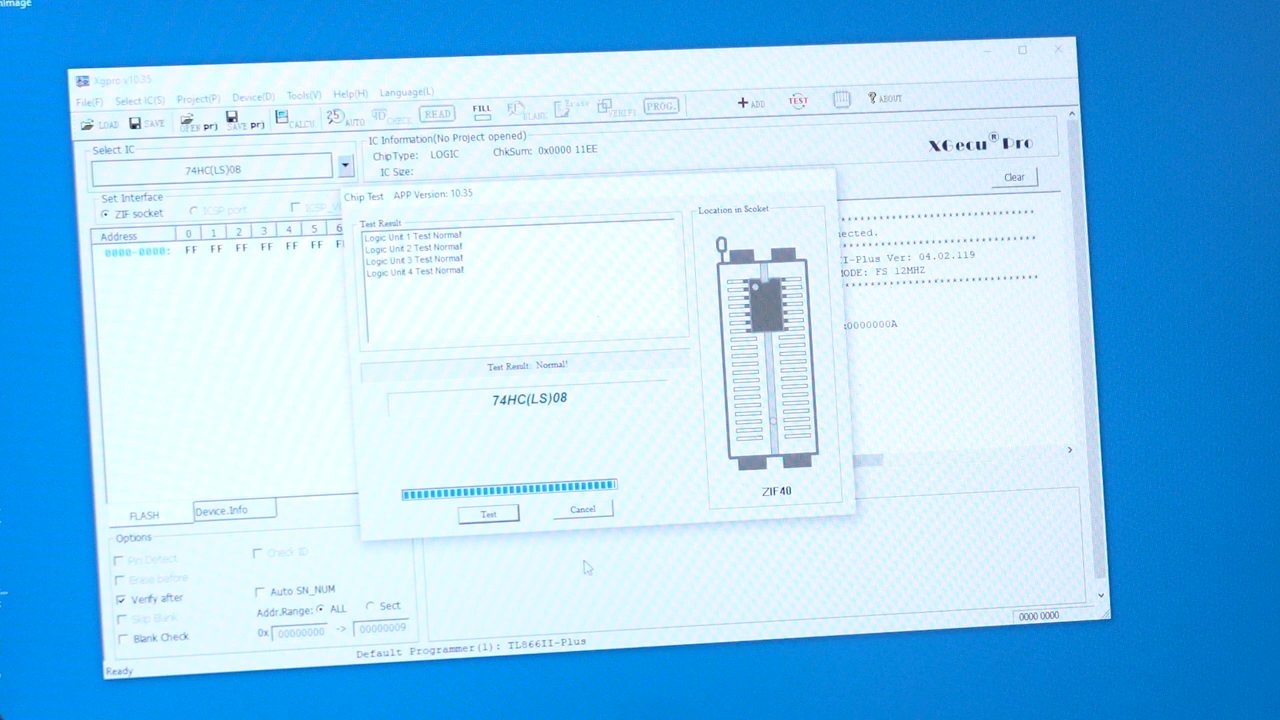 nimage
Xgpro v10.35
File(F) Select IC(S) Project(P) Device(D) Tools(V) Help(H) Language(L)
LOAD SAVE OPEN prj SAVE prj CALCU. AUTO CHECK READ FILL BLANK Erase VERIFY PROG. ADD TEST ABOUT
Select IC
74HC(LS)08
IC Information(No Project opened)
ChipType: LOGIC ChkSum: 0x0000 11EE
IC Size:
XGecu® Pro
Set Interface
ZIF socket ICSP port ICSP_V
Clear
Address 0 1 2 3 4 5 6
0000-0000: FF FF FF FF FF FF F
Chip Test APP Version: 10.35
Test Result
Logic Unit 1 Test Normal!
Logic Unit 2 Test Normal!
Logic Unit 3 Test Normal!
Logic Unit 4 Test Normal!
Test Result: Normal!
74HC(LS)08
Test Cancel
Location in Scoket
ZIF40
ected.
I-Plus Ver: 04.02.119
MODE: FS 12MHZ
x0000000A
FLASH Device.Info
Options
Pin Detect Check ID
Erase before
Verify after Auto SN_NUM
Skip Blank Addr.Range: ALL Sect
Blank Check 0x 00000000 -> 00000009
0000 0000
Default Programmer(1): TL866II-Plus
Ready